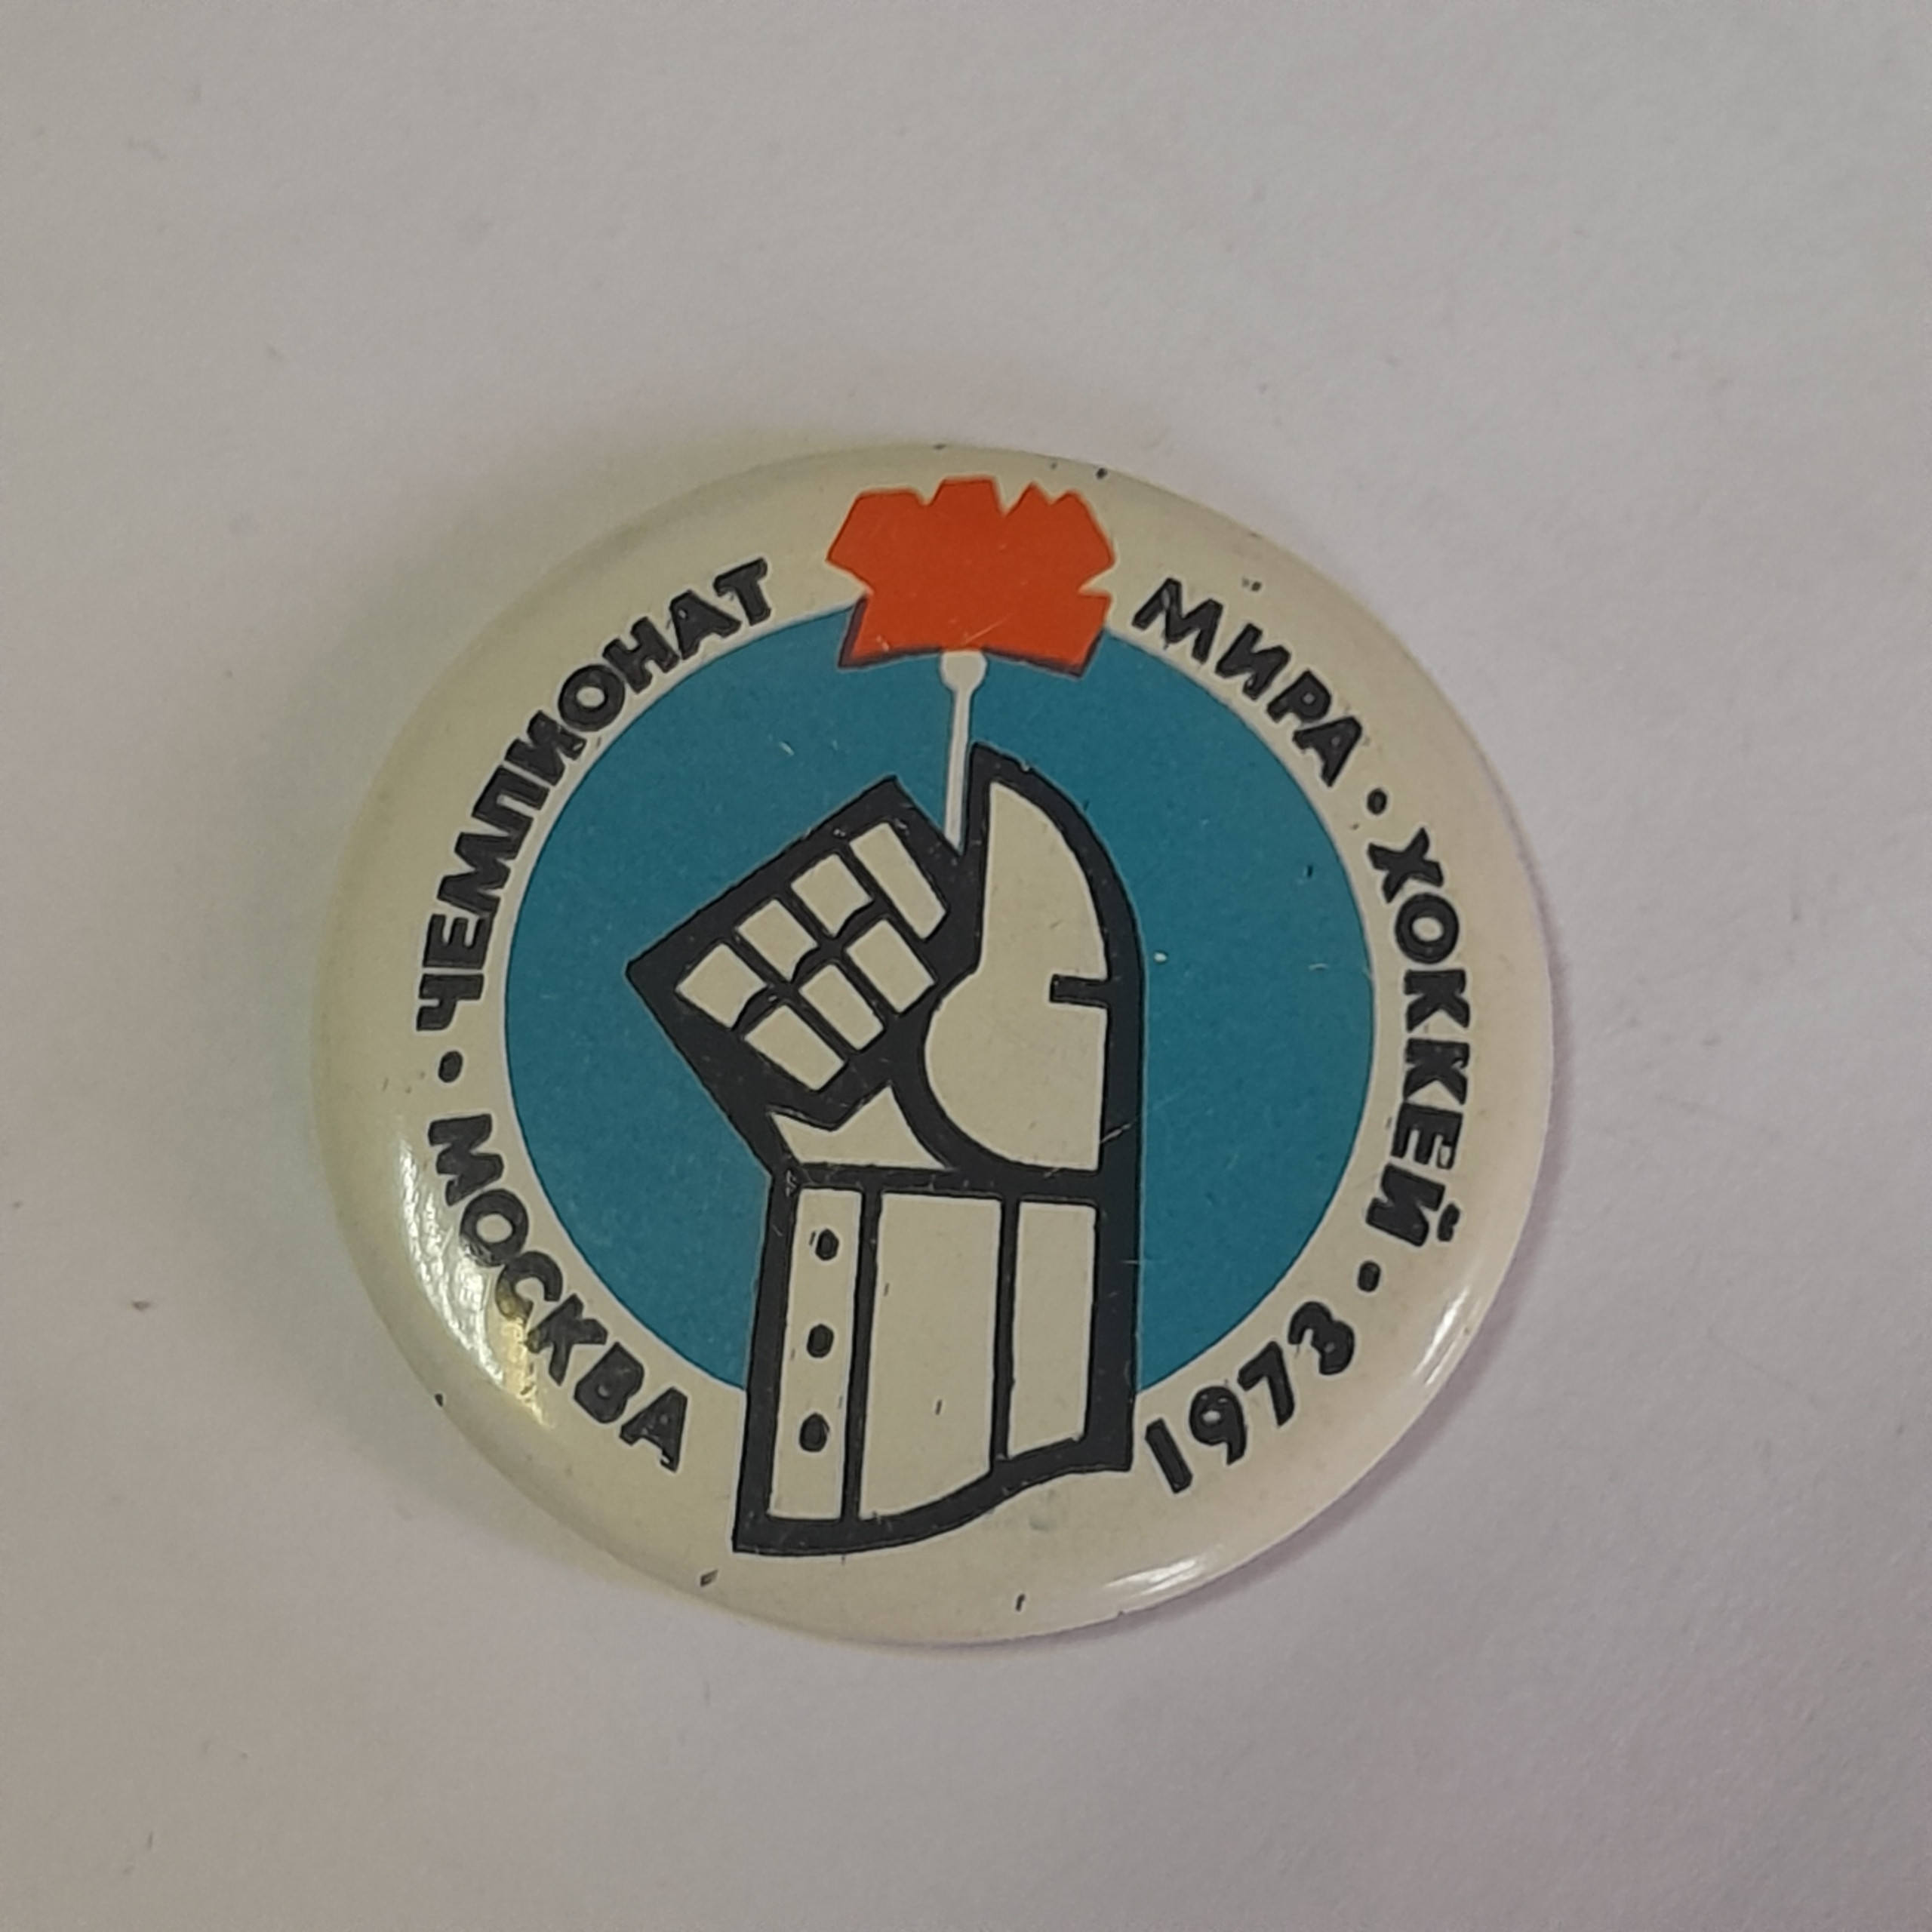 МОСКВА • ЧЕМПИОНАТ МИРА • ХОККЕЙ • 1973